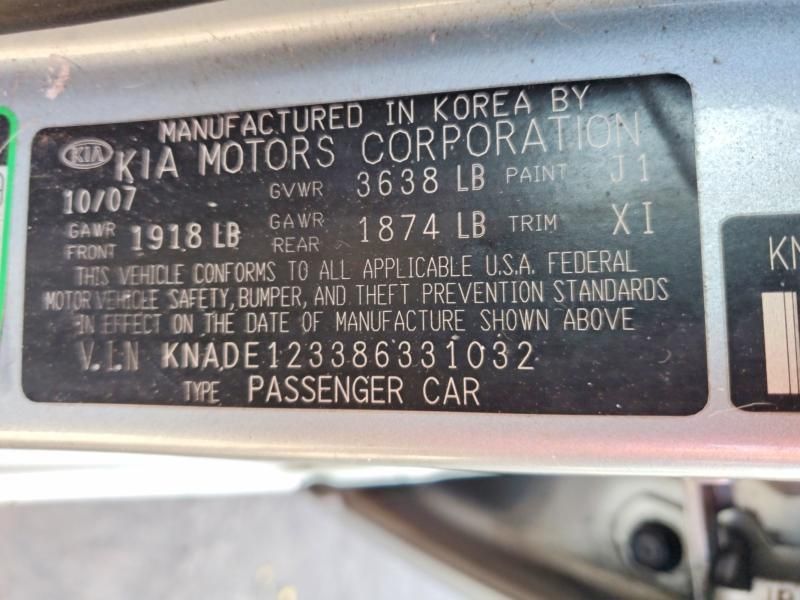 MANUFACTURED IN KOREA BY
KIA KIA MOTORS CORPORATION
10/07 GVWR 3638 LB PAINT J1
GAWR FRONT 1918 LB GAWR REAR 1874 LB TRIM XI
THIS VEHICLE CONFORMS TO ALL APPLICABLE U.S.A. FEDERAL
MOTOR VEHICLE SAFETY, BUMPER, AND THEFT PREVENTION STANDARDS
IN EFFECT ON THE DATE OF MANUFACTURE SHOWN ABOVE
V.I.N KNADE123386331032
TYPE PASSENGER CAR
KN